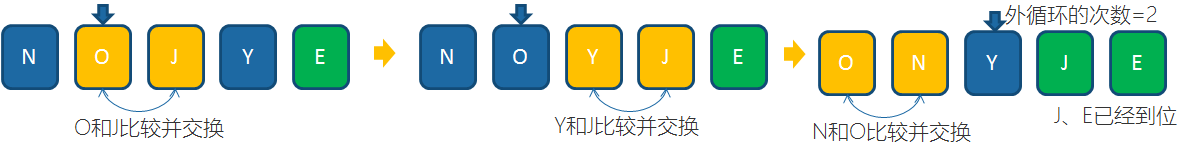 外循环的次数=2
N O J Y E
N O Y J E
O N Y J E
O和J比较并交换
Y和J比较并交换
N和O比较并交换
J、E已经到位